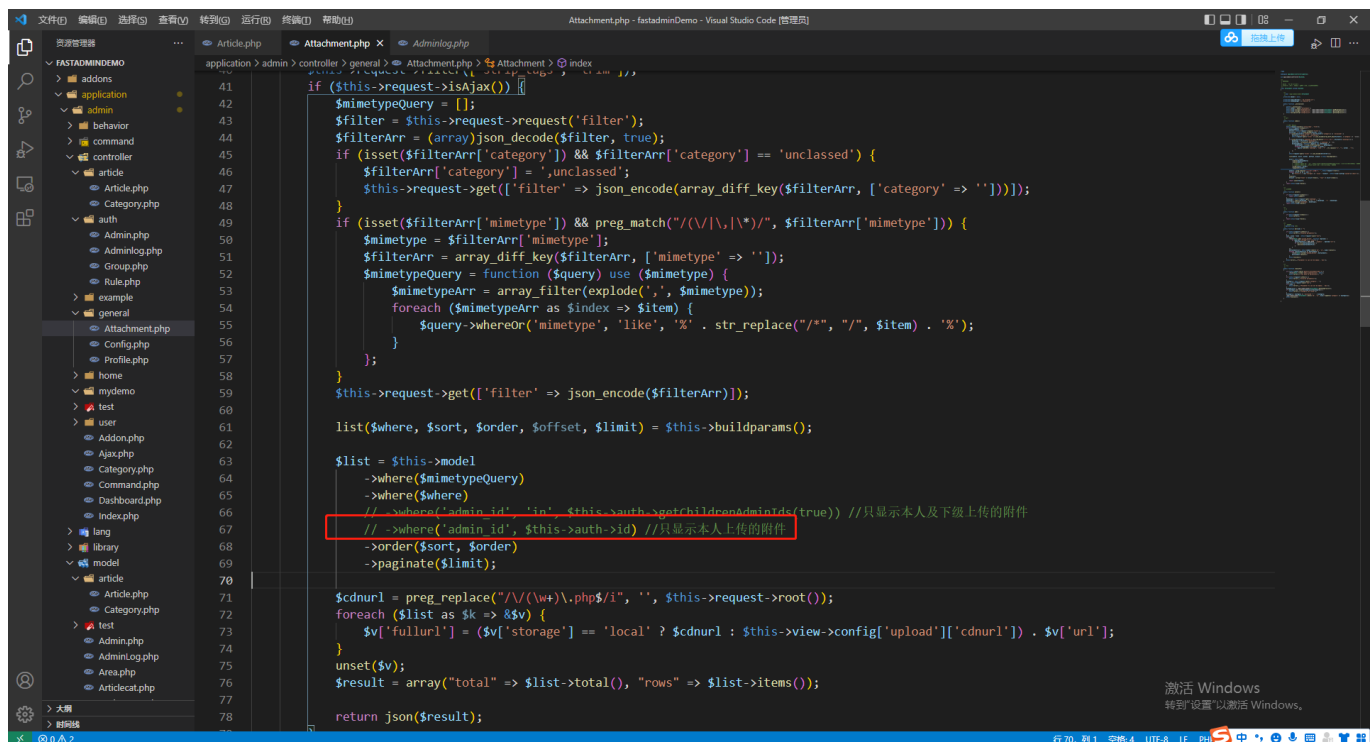 文件(F) 编辑(E) 选择(S) 查看(V) 转到(G) 运行(R) 终端(T) 帮助(H) Attachment.php - fastadminDemo - Visual Studio Code [管理员]
资源管理器 ··· Article.php Attachment.php × Adminlog.php 拖拽上传
FASTADMINDEMO application > admin > controller > general > Attachment.php > Attachment > index
addons
application
admin
behavior
command
controller
article
Article.php
Category.php
auth
Admin.php
Adminlog.php
Group.php
Rule.php
example
general
Attachment.php
Config.php
Profile.php
home
mydemo
test
user
Addon.php
Ajax.php
Category.php
Command.php
Dashboard.php
Index.php
lang
library
model
article
Article.php
Category.php
test
Admin.php
AdminLog.php
Area.php
Articlecat.php
大纲
时间线
40 $this->request->filter(['strip_tags', 'trim']);
41 if ($this->request->isAjax()) {
42 $mimetypeQuery = [];
43 $filter = $this->request->request('filter');
44 $filterArr = (array)json_decode($filter, true);
45 if (isset($filterArr['category']) && $filterArr['category'] == 'unclassed') {
46 $filterArr['category'] = ',unclassed';
47 $this->request->get(['filter' => json_encode(array_diff_key($filterArr, ['category' => '']))]);
48 }
49 if (isset($filterArr['mimetype']) && preg_match("/(\/|\,|\*)/", $filterArr['mimetype'])) {
50 $mimetype = $filterArr['mimetype'];
51 $filterArr = array_diff_key($filterArr, ['mimetype' => '']);
52 $mimetypeQuery = function ($query) use ($mimetype) {
53 $mimetypeArr = array_filter(explode(',', $mimetype));
54 foreach ($mimetypeArr as $index => $item) {
55 $query->whereOr('mimetype', 'like', '%' . str_replace("/*", "/", $item) . '%');
56 }
57 };
58 }
59 $this->request->get(['filter' => json_encode($filterArr)]);
60
61 list($where, $sort, $order, $offset, $limit) = $this->buildparams();
62
63 $list = $this->model
64 ->where($mimetypeQuery)
65 ->where($where)
66 // ->where('admin_id', 'in', $this->auth->getChildrenAdminIds(true)) //只显示本人及下级上传的附件
67 // ->where('admin_id', $this->auth->id) //只显示本人上传的附件
68 ->order($sort, $order)
69 ->paginate($limit);
70
71 $cdnurl = preg_replace("/\/(\w+)\.php$/i", '', $this->request->root());
72 foreach ($list as $k => &$v) {
73 $v['fullurl'] = ($v['storage'] == 'local' ? $cdnurl : $this->view->config['upload']['cdnurl']) . $v['url'];
74 }
75 unset($v);
76 $result = array("total" => $list->total(), "rows" => $list->items());
77
78 return json($result);
激活 Windows
转到"设置"以激活 Windows。
0 2 行 70, 列 1 空格: 4 UTF-8 LF 中